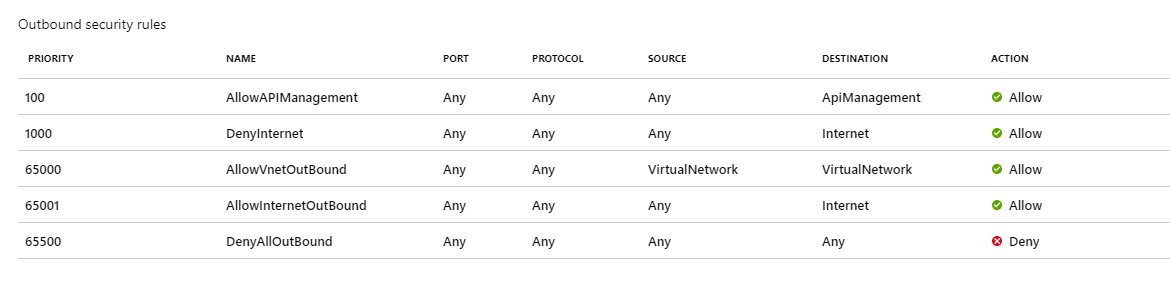 Outbound security rules
PRIORITY NAME PORT PROTOCOL SOURCE DESTINATION ACTION
100 AllowAPIManagement Any Any Any ApiManagement Allow
1000 DenyInternet Any Any Any Internet Allow
65000 AllowVnetOutBound Any Any VirtualNetwork VirtualNetwork Allow
65001 AllowInternetOutBound Any Any Any Internet Allow
65500 DenyAllOutBound Any Any Any Any Deny